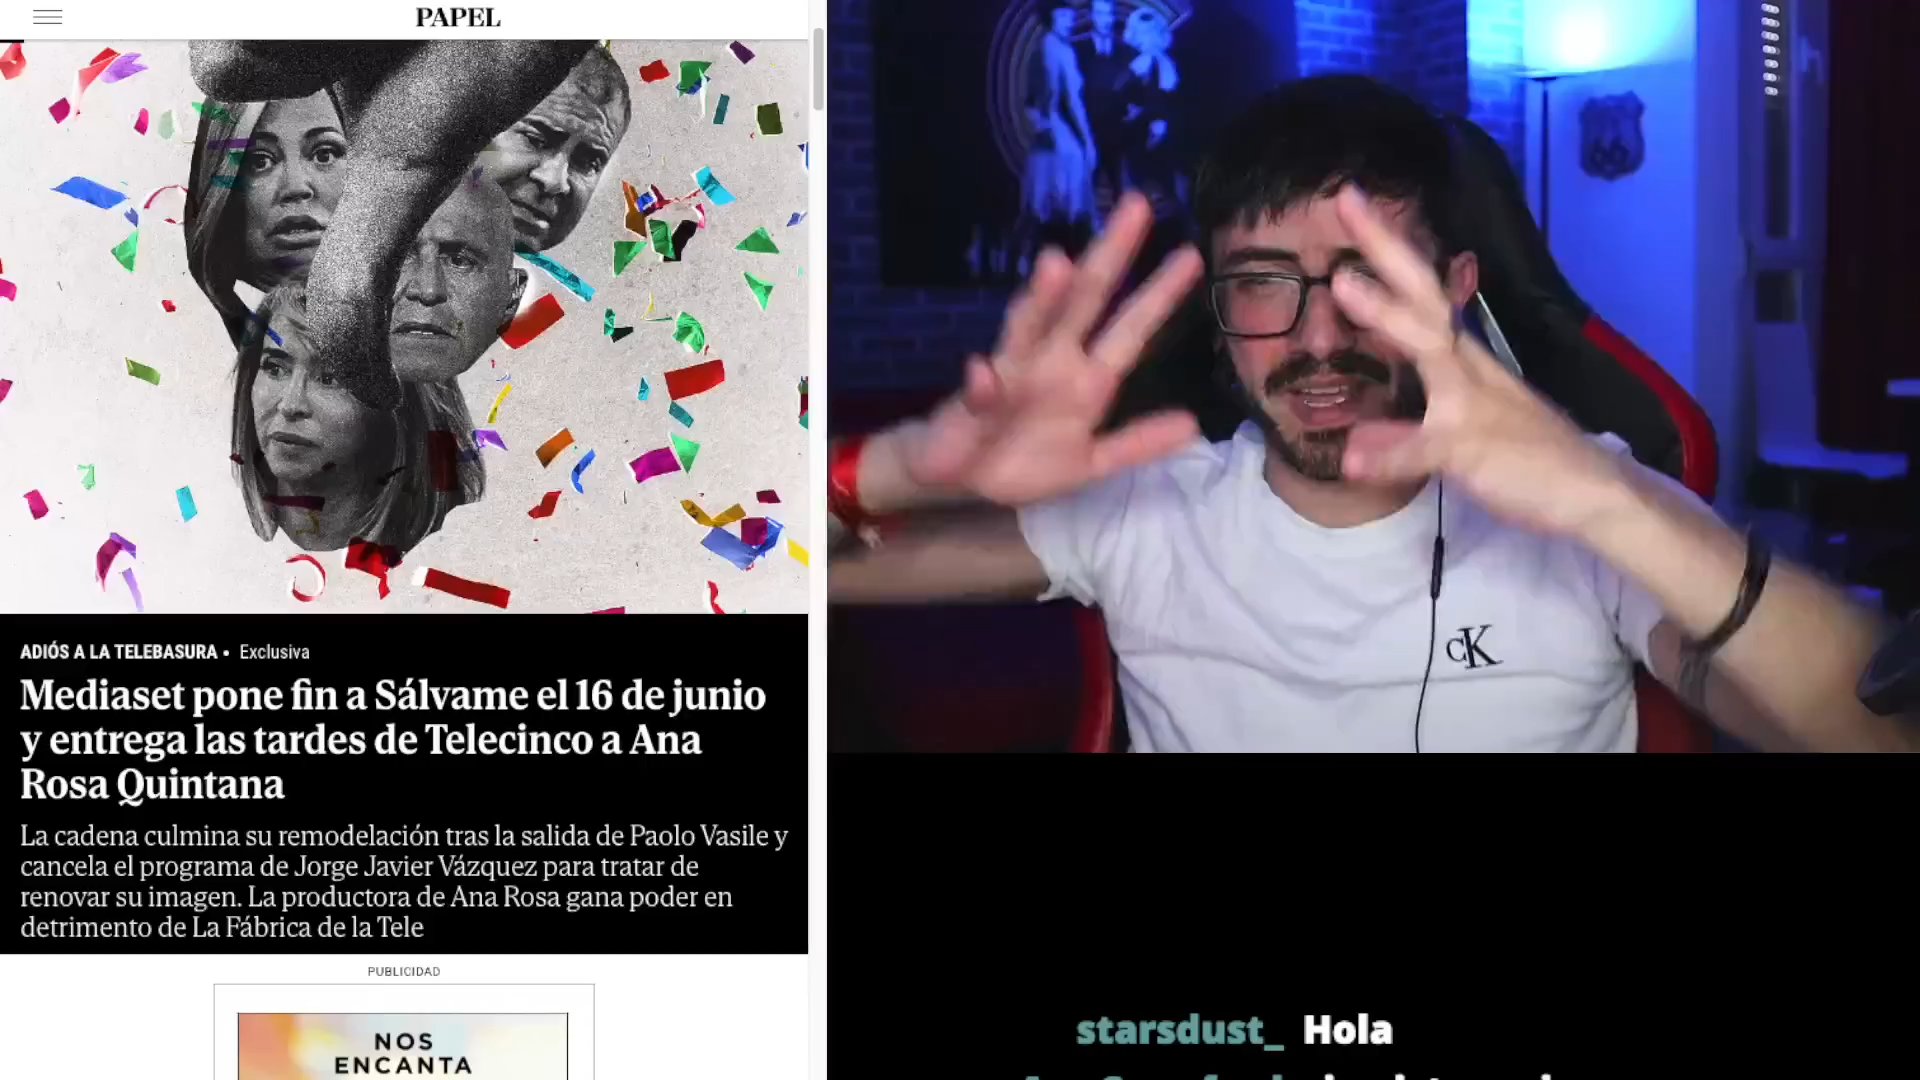 PAPEL
ADIÓS A LA TELEBASURA • Exclusiva
Mediaset pone fin a Sálvame el 16 de junio
y entrega las tardes de Telecinco a Ana
Rosa Quintana
La cadena culmina su remodelación tras la salida de Paolo Vasile y
cancela el programa de Jorge Javier Vázquez para tratar de
renovar su imagen. La productora de Ana Rosa gana poder en
detrimento de La Fábrica de la Tele
PUBLICIDAD
NOS
ENCANTA
66
CK
starsdust_ Hola